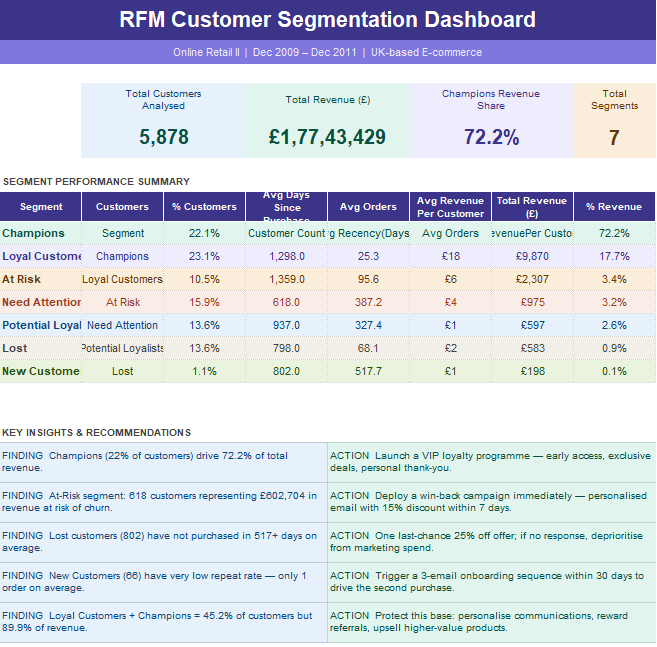 RFM Customer Segmentation Dashboard
Online Retail II | Dec 2009 – Dec 2011 | UK-based E-commerce
Total Customers Analysed
Total Revenue (£)
Champions Revenue Share
Total Segments
5,878
£1,77,43,429
72.2%
7
SEGMENT PERFORMANCE SUMMARY
Segment Customers % Customers Avg Days Since Purchase Avg Orders Avg Revenue Per Customer Total Revenue (£) % Revenue
Champions Segment 22.1% Customer Count g Recency(Days Avg Orders evenuePer Custo 72.2%
Loyal Custome Champions 23.1% 1,298.0 25.3 £18 £9,870 17.7%
At Risk Loyal Customers 10.5% 1,359.0 95.6 £6 £2,307 3.4%
Need Attention At Risk 15.9% 618.0 387.2 £4 £975 3.2%
Potential Loyal Need Attention 13.6% 937.0 327.4 £1 £597 2.6%
Lost Potential Loyalists 13.6% 798.0 68.1 £2 £583 0.9%
New Custome Lost 1.1% 802.0 517.7 £1 £198 0.1%
KEY INSIGHTS & RECOMMENDATIONS
FINDING Champions (22% of customers) drive 72.2% of total
revenue.
ACTION Launch a VIP loyalty programme — early access, exclusive
deals, personal thank-you.
FINDING At-Risk segment: 618 customers representing £602,704 in
revenue at risk of churn.
ACTION Deploy a win-back campaign immediately — personalised
email with 15% discount within 7 days.
FINDING Lost customers (802) have not purchased in 517+ days on
average.
ACTION One last-chance 25% off offer; if no response, deprioritise
from marketing spend.
FINDING New Customers (66) have very low repeat rate — only 1
order on average.
ACTION Trigger a 3-email onboarding sequence within 30 days to
drive the second purchase.
FINDING Loyal Customers + Champions = 45.2% of customers but
89.9% of revenue.
ACTION Protect this base: personalise communications, reward
referrals, upsell higher-value products.